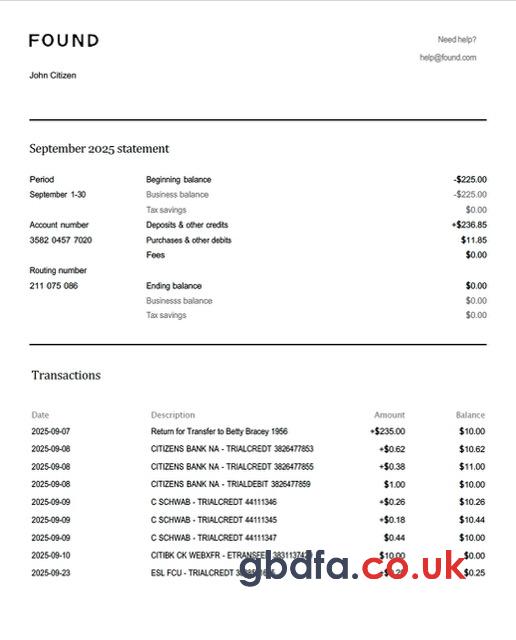 FOUND
Need help?
help@found.com
John Citizen
September 2025 statement
Period Beginning balance -$225.00
September 1-30 Business balance -$225.00
Tax savings $0.00
Account number Deposits & other credits +$236.85
3582 0457 7020 Purchases & other debits $11.85
Fees $0.00
Routing number
211 075 086 Ending balance $0.00
Businesss balance $0.00
Tax savings $0.00
Transactions
Date Description Amount Balance
2025-09-07 Return for Transfer to Betty Bracey 1956 +$235.00 $10.00
2025-09-08 CITIZENS BANK NA - TRIALCREDT 3826477853 +$0.62 $10.62
2025-09-08 CITIZENS BANK NA - TRIALCREDT 3826477855 +$0.38 $11.00
2025-09-08 CITIZENS BANK NA - TRIALDEBIT 3826477859 $1.00 $10.00
2025-09-09 C SCHWAB - TRIALCREDT 44111346 +$0.26 $10.26
2025-09-09 C SCHWAB - TRIALCREDT 44111345 +$0.18 $10.44
2025-09-09 C SCHWAB - TRIALCREDT 44111347 $0.44 $10.00
2025-09-10 CITIBK CK WEBXFR - ETRANSFER $10.00 $0.00
2025-09-23 ESL FCU - TRIALCREDT $0.25
gbdfa.co.uk